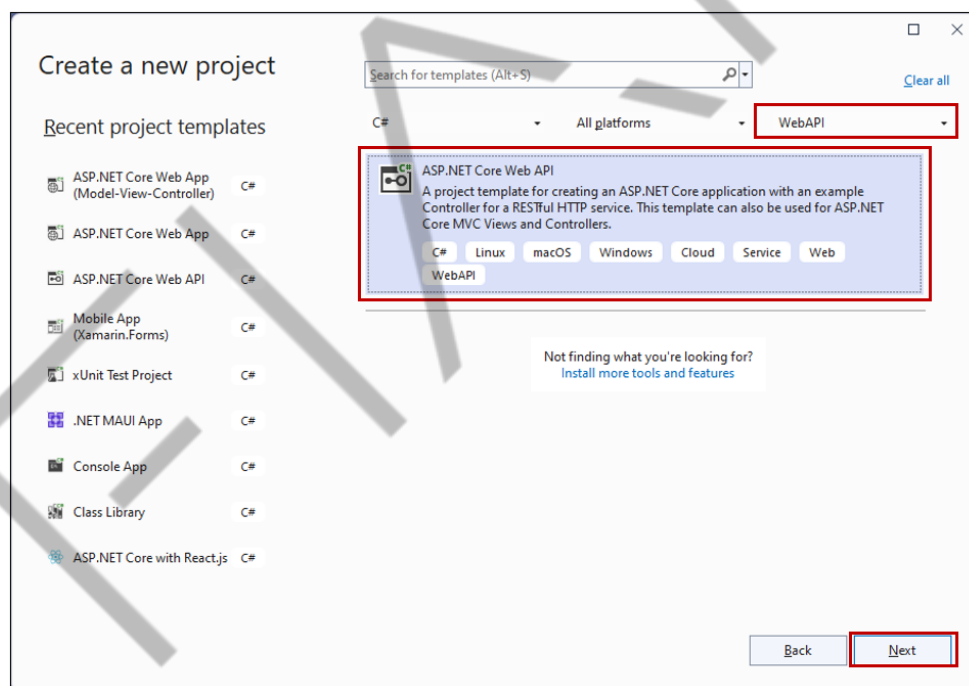 Create a new project
Recent project templates
ASP.NET Core Web App
(Model-View-Controller)
C#
ASP.NET Core Web App
C#
ASP.NET Core Web API
C#
Mobile App
(Xamarin.Forms)
C#
xUnit Test Project
C#
.NET MAUI App
C#
Console App
C#
Class Library
C#
ASP.NET Core with React.js
C#
Search for templates (Alt+S)
Clear all
C#
All platforms
WebAPI
C#
ASP.NET Core Web API
A project template for creating an ASP.NET Core application with an example
Controller for a RESTful HTTP service. This template can also be used for ASP.NET
Core MVC Views and Controllers.
C# Linux macOS Windows Cloud Service Web
WebAPI
Not finding what you're looking for?
Install more tools and features
Back
Next